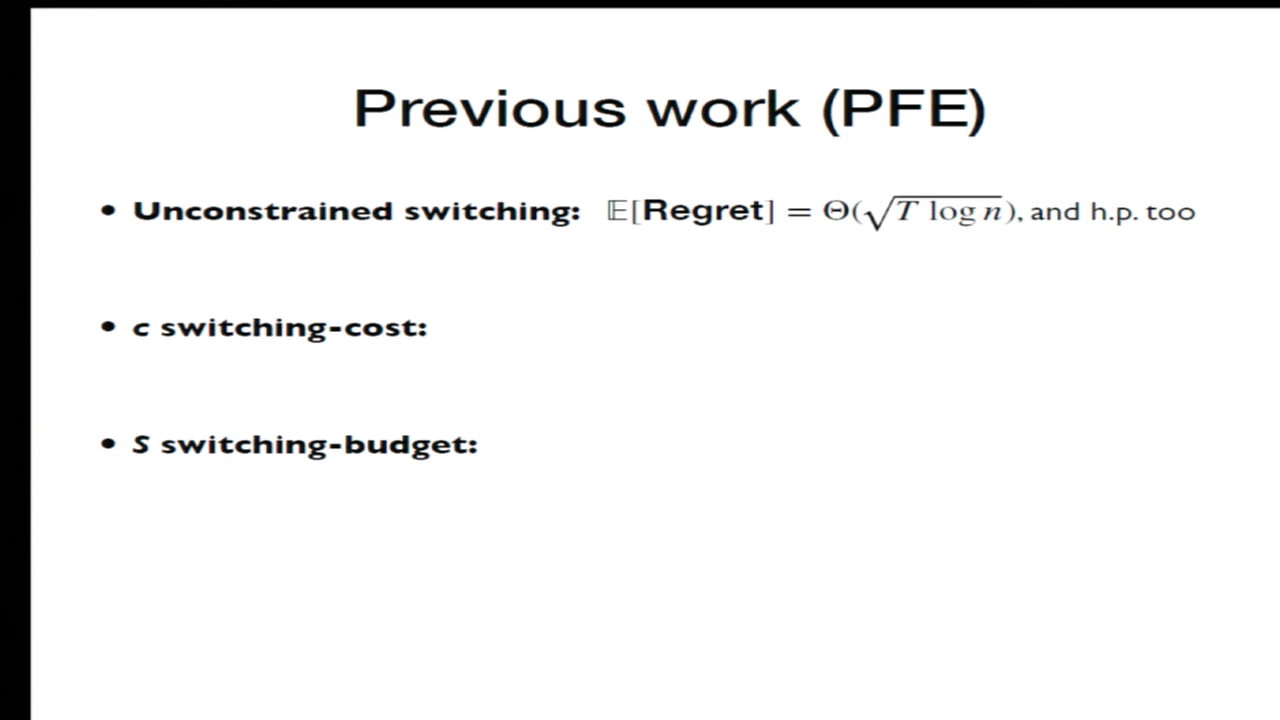 Previous work (PFE)
• Unconstrained switching: 𝔼[Regret] = Θ(√T log n), and h.p. too
• c switching-cost:
• S switching-budget: